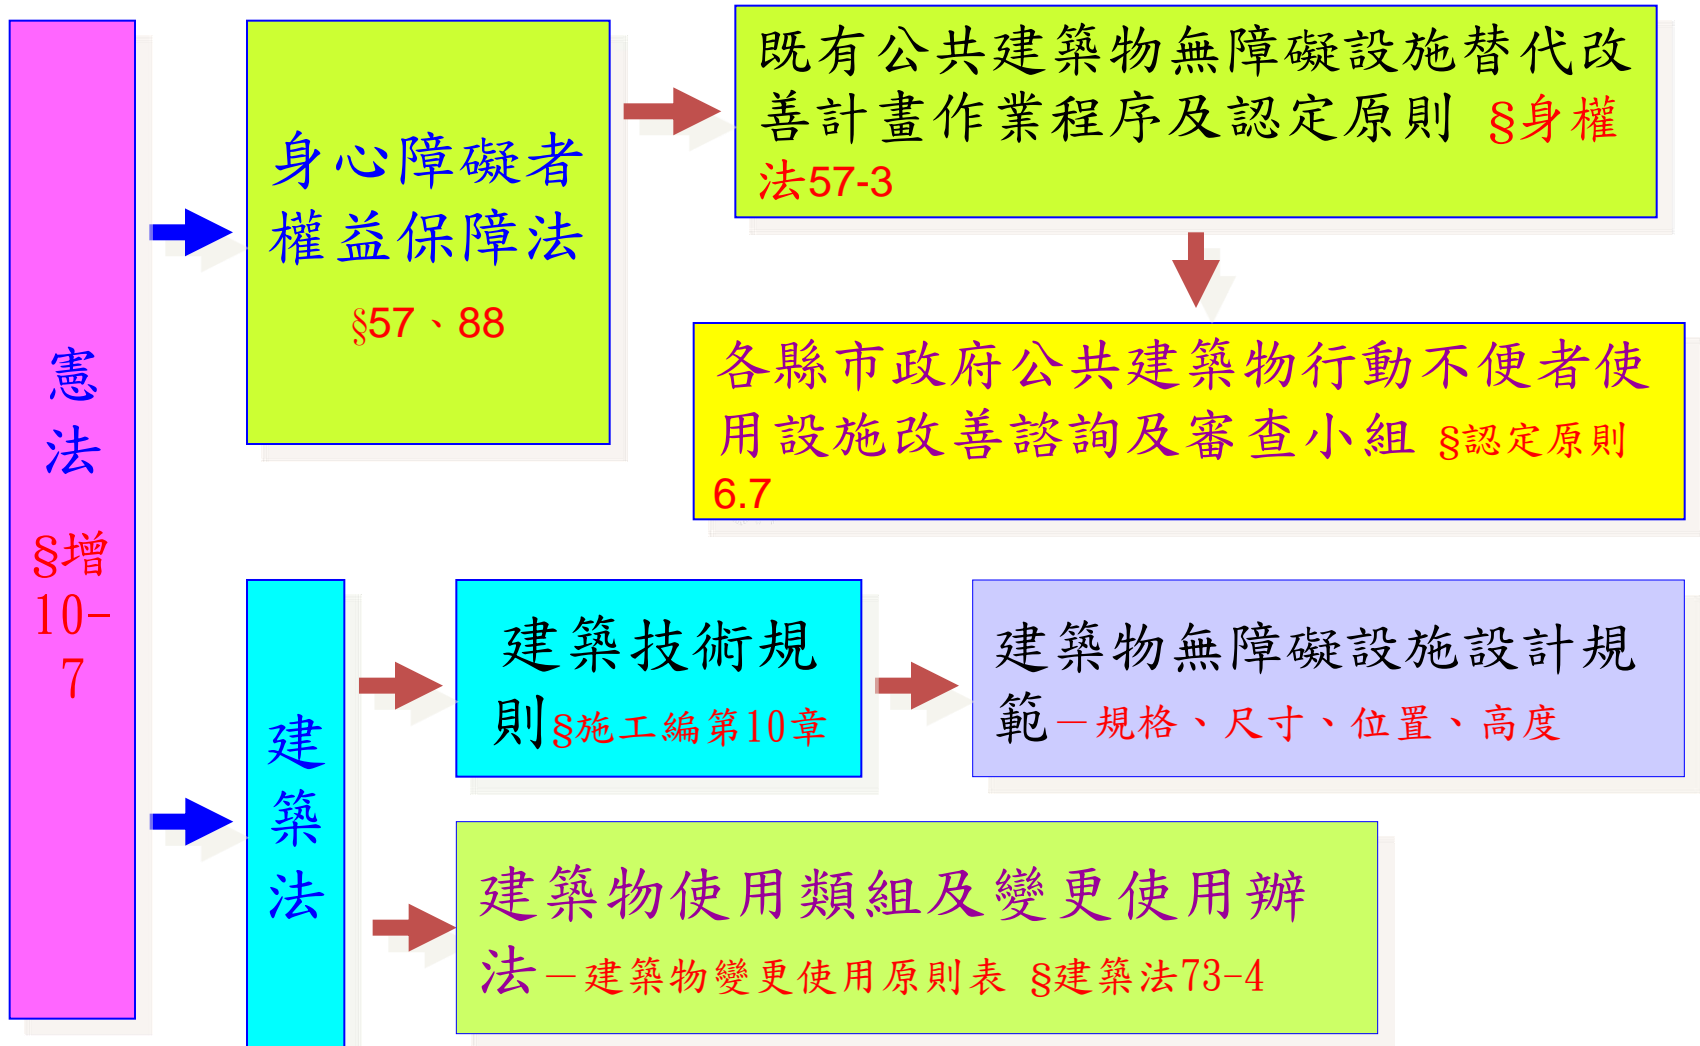 憲
法
§增
10-
7
身心障礙者
權益保障法
§57、88
既有公共建築物無障礙設施替代改
善計畫作業程序及認定原則 §身權
法57-3
各縣市政府公共建築物行動不便者使
用設施改善諮詢及審查小組 §認定原則
6.7
建
築
法
建築技術規
則§施工編第10章
建築物無障礙設施設計規
範－規格、尺寸、位置、高度
建築物使用類組及變更使用辦
法－建築物變更使用原則表 §建築法73-4